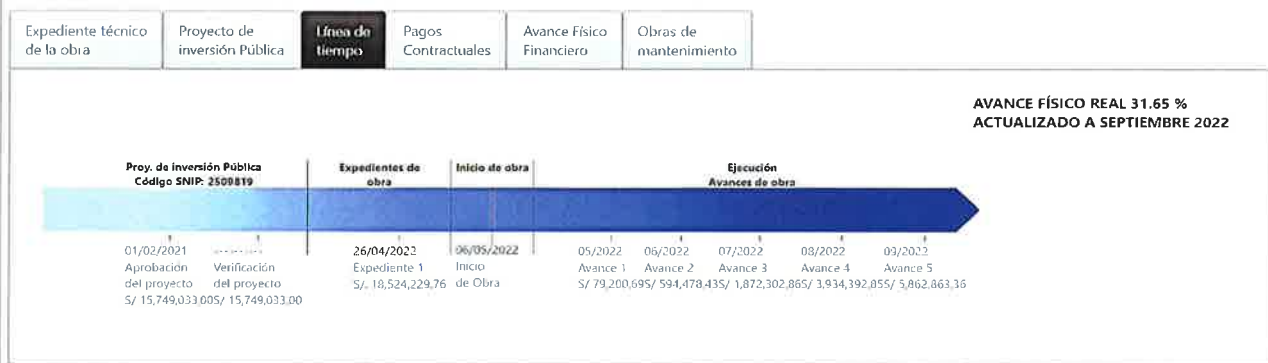 Expediente técnico
de la obra
Proyecto de
inversión Pública
Línea de
tiempo
Pagos
Contractuales
Avance Físico
Financiero
Obras de
mantenimiento
AVANCE FÍSICO REAL 31.65 %
ACTUALIZADO A SEPTIEMBRE 2022
Proy. de inversión Pública
Código SNIP: 2509819
Expedientes de
obra
Inicio de obra
Ejecución
Avances de obra
01/02/2021
Aprobación
del proyecto
S/ 15,749,033,00
Verificación
del proyecto
S/ 15,749,033,00
26/04/2022
Expediente 1
S/. 18,524,229,76
06/05/2022
Inicio
de Obra
05/2022
Avance 1
S/ 79,200,69
06/2022
Avance 2
S/ 594,478,43
07/2022
Avance 3
S/ 1,872,302,86
08/2022
Avance 4
S/ 3,934,392,85
09/2022
Avance 5
S/ 5,862,863,36